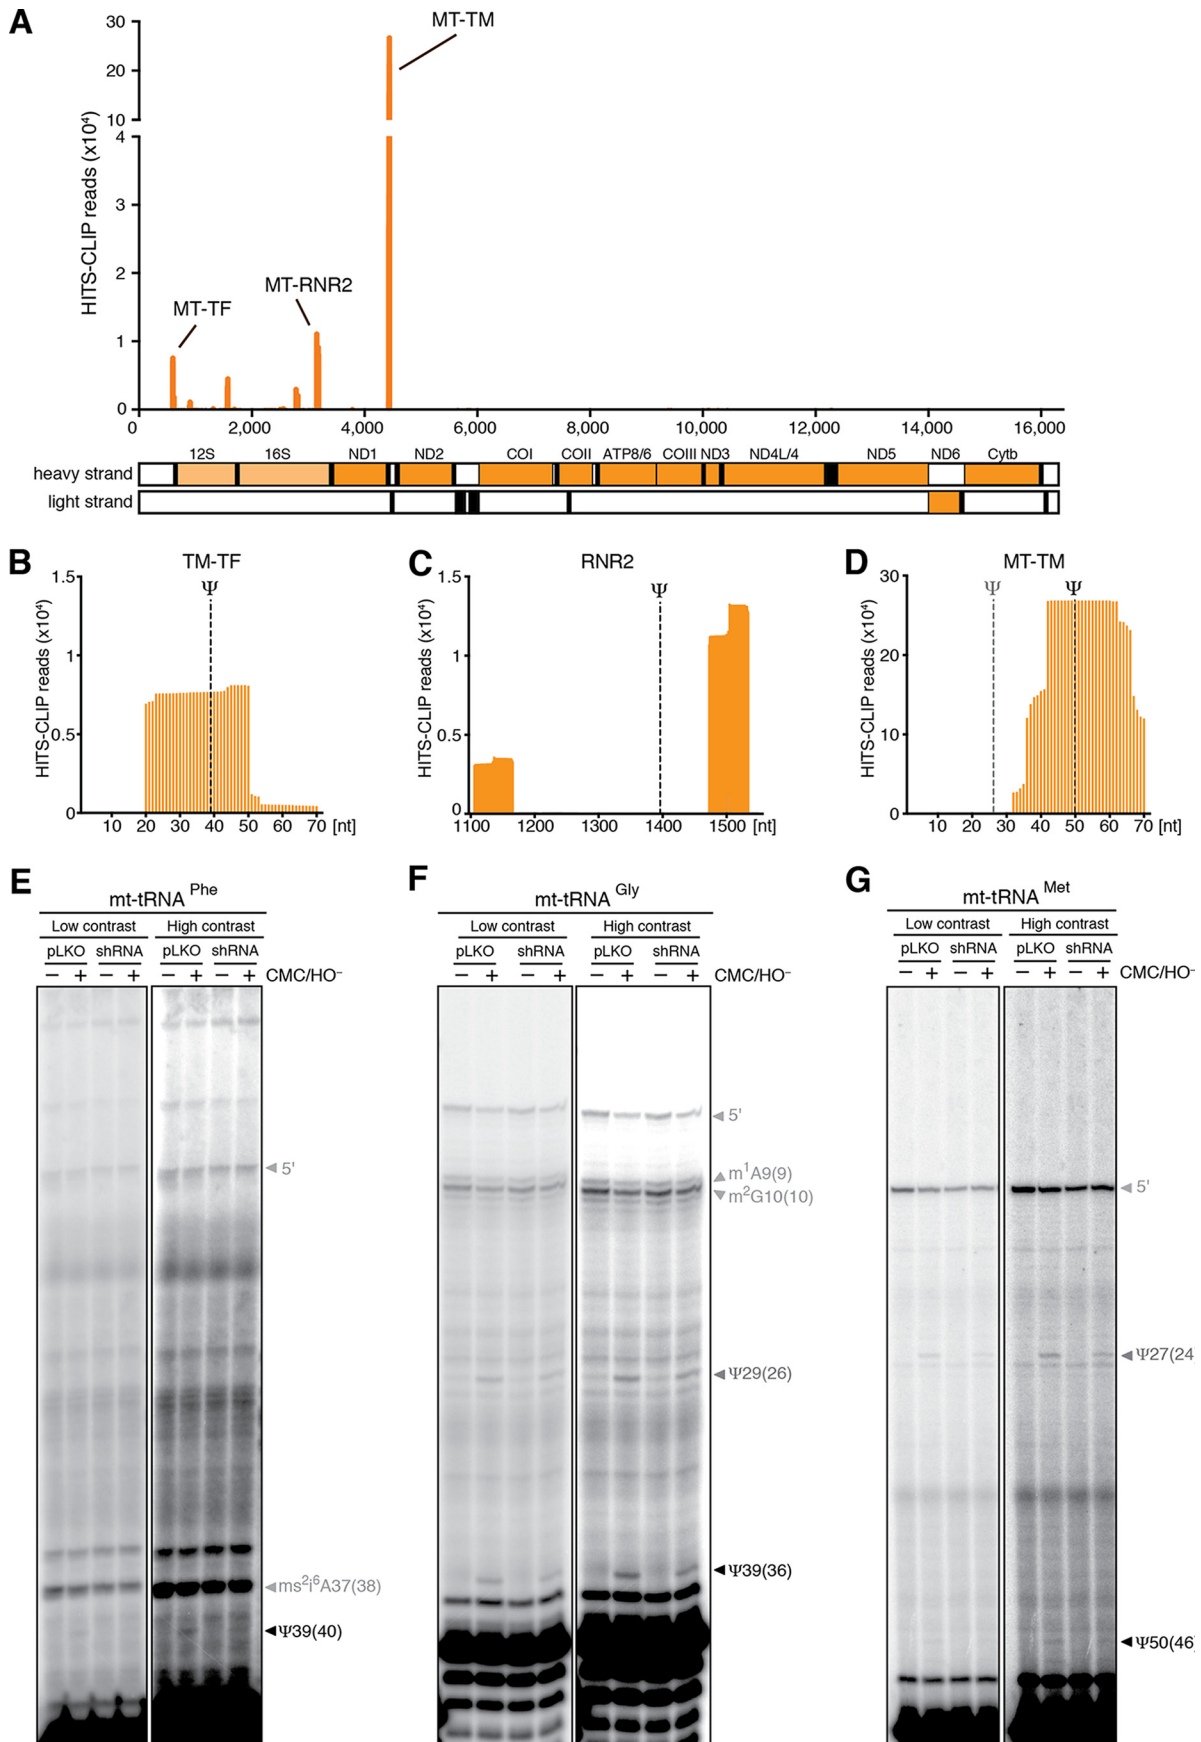 A
HITS-CLIP reads (x10⁴)
30
20
10
4
3
2
1
0
MT-TM
MT-RNR2
MT-TF
0 2,000 4,000 6,000 8,000 10,000 12,000 14,000 16,000
12S 16S ND1 ND2 COI COII ATP8/6 COIII ND3 ND4L/4 ND5 ND6 Cytb
heavy strand
light strand
B
TM-TF
Ψ
HITS-CLIP reads (x10⁴)
1.5
1
0.5
0
10 20 30 40 50 60 70 [nt]
C
RNR2
Ψ
HITS-CLIP reads (x10⁴)
1.5
1
0.5
0
1100 1200 1300 1400 1500 [nt]
D
MT-TM
Ψ Ψ
HITS-CLIP reads (x10⁴)
30
20
10
0
10 20 30 40 50 60 70 [nt]
E
mt-tRNA Phe
Low contrast High contrast
pLKO shRNA pLKO shRNA
− + − + − + − +
5'
ms²i⁶A37(38)
Ψ39(40)
F
mt-tRNA Gly
Low contrast High contrast
pLKO shRNA pLKO shRNA
− + − + − + − + CMC/HO⁻
5'
m¹A9(9)
m²G10(10)
Ψ29(26)
Ψ39(36)
G
mt-tRNA Met
Low contrast High contrast
pLKO shRNA pLKO shRNA
− + − + − + − + CMC/HO⁻
5'
Ψ27(24
Ψ50(46)